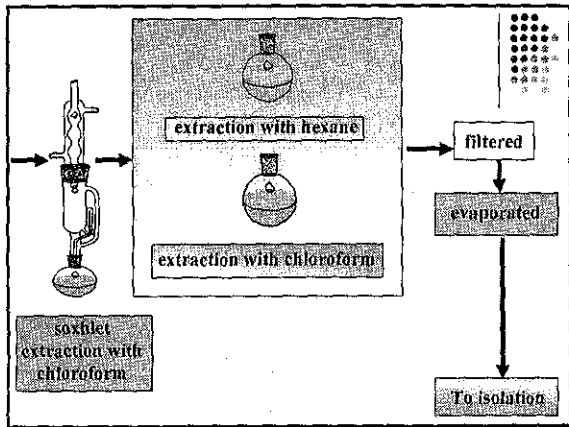 extraction with hexane
filtered
evaporated
extraction with chloroform
soxhlet
extraction with
chloroform
To isolation